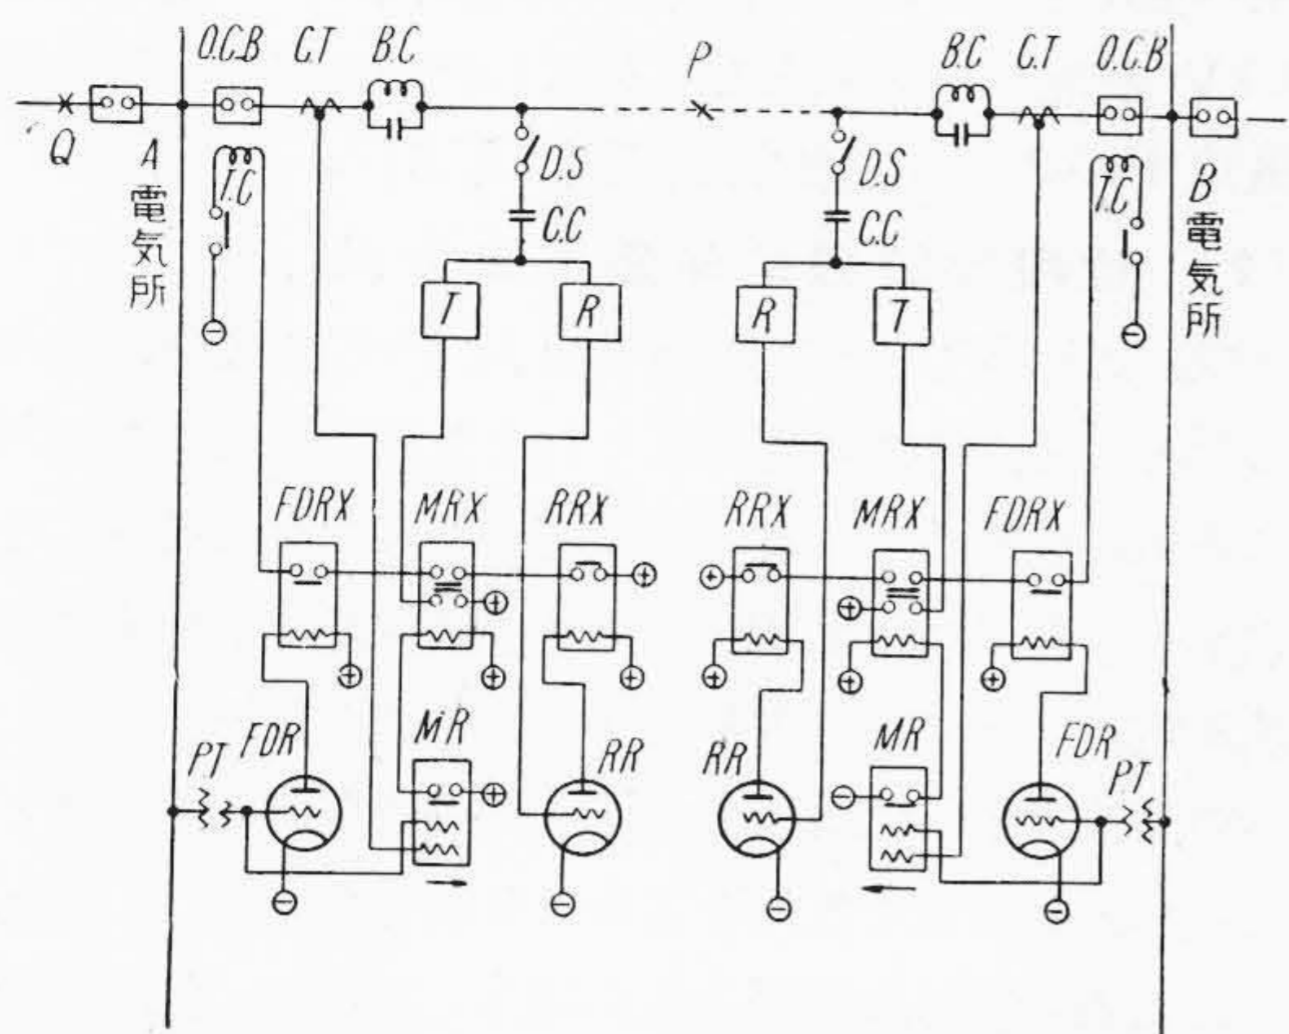 O.C.B
C.T
B.C
P
B.C
C.T
O.C.B
Q
A
電気所
T.C
D.S
C.C
D.S
C.C
T.C
B
電気所
T
R
R
T
FDRX
MRX
RRX
RRX
MRX
FDRX
PT
FDR
MR
RR
RR
MR
FDR
PT